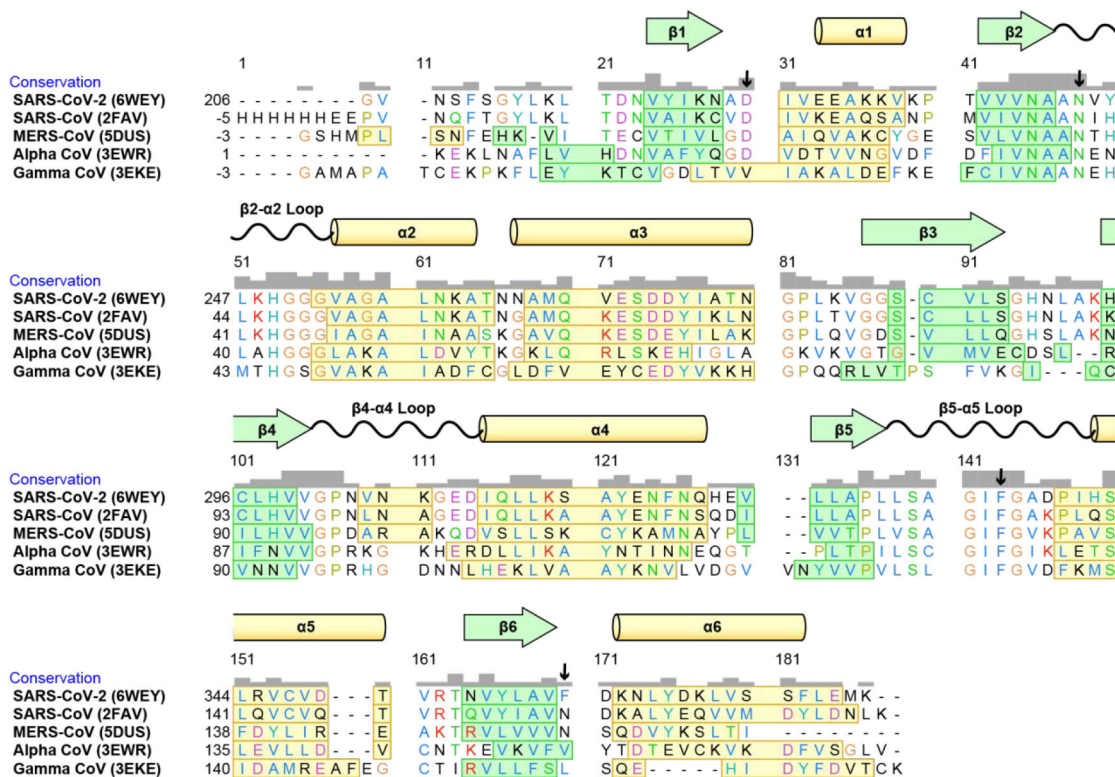 β1 α1 β2
1 11 21 31 41
Conservation
SARS-CoV-2 (6WEY) 206 - - - - - - - - G V - N S F S G Y L K L T D N V Y I K N A D I V E E A K K V K P T V V V N A A N V Y
SARS-CoV (2FAV) -5 H H H H H H E E P V - N Q F T G Y L K L T D N V A I K C V D I V K E A Q S A N P M V I V N A A N I H
MERS-CoV (5DUS) -3 - - - - G S H M P L - S N F E H K - V I T E C V T I V L G D A I Q V A K C Y G E S V L V N A A N T H
Alpha CoV (3EWR) 1 - - - - - - - - - - - K E K L N A F L V H D N V A F Y Q G D V D T V V N G V D F D F I V N A A N E N
Gamma CoV (3EKE) -3 - - - - G A M A P A T C E K P K F L E Y K T C V G D L T V V I A K A L D E F K E F C I V N A A N E H
β2-α2 Loop α2 α3 β3
51 61 71 81 91
Conservation
SARS-CoV-2 (6WEY) 247 L K H G G G V A G A L N K A T N N A M Q V E S D D Y I A T N G P L K V G G S - C V L S G H N L A K H
SARS-CoV (2FAV) 44 L K H G G G V A G A L N K A T N G A M Q K E S D D Y I K L N G P L T V G G S - C L L S G H N L A K K
MERS-CoV (5DUS) 41 L K H G G G I A G A I N A A S K G A V Q K E S D E Y I L A K G P L Q V G D S - V L L Q G H S L A K N
Alpha CoV (3EWR) 40 L A H G G G L A K A L D V Y T K G K L Q R L S K E H I G L A G K V K V G T G - V M V E C D S L - - R
Gamma CoV (3EKE) 43 M T H G S G V A K A I A D F C G L D F V E Y C E D Y V K K H G P Q Q R L V T P S F V K G I - - - Q C
β4 β4-α4 Loop α4 β5 β5-α5 Loop
101 111 121 131 141
Conservation
SARS-CoV-2 (6WEY) 296 C L H V V G P N V N K G E D I Q L L K S A Y E N F N Q H E V - - L L A P L L S A G I F G A D P I H S
SARS-CoV (2FAV) 93 C L H V V G P N L N A G E D I Q L L K A A Y E N F N S Q D I - - L L A P L L S A G I F G A K P L Q S
MERS-CoV (5DUS) 90 I L H V V G P D A R A K Q D V S L L S K C Y K A M N A Y P L - - V V T P L V S A G I F G V K P A V S
Alpha CoV (3EWR) 87 I F N V V G P R K G K H E R D L L I K A Y N T I N N E Q G T - - P L T P I L S C G I F G I K L E T S
Gamma CoV (3EKE) 90 V N N V V G P R H G D N N L H E K L V A A Y K N V L V D G V V N Y V V P V L S L G I F G V D F K M S
α5 β6 α6
151 161 171 181
Conservation
SARS-CoV-2 (6WEY) 344 L R V C V D - - - T V R T N V Y L A V F D K N L Y D K L V S S F L E M K -
SARS-CoV (2FAV) 141 L Q V C V Q - - - T V R T Q V Y I A V N D K A L Y E Q V V M D Y L D N L K -
MERS-CoV (5DUS) 138 F D Y L I R - - - E A K T R V L V V V N S Q D V Y K S L T I - - - - - -
Alpha CoV (3EWR) 135 L E V L L D - - - V C N T K E V K V F V Y T D T E V C K V K D F V S G L V -
Gamma CoV (3EKE) 140 I D A M R E A F E G C T I R V L L F S L S Q E - - - - - H I D Y F D V T C K